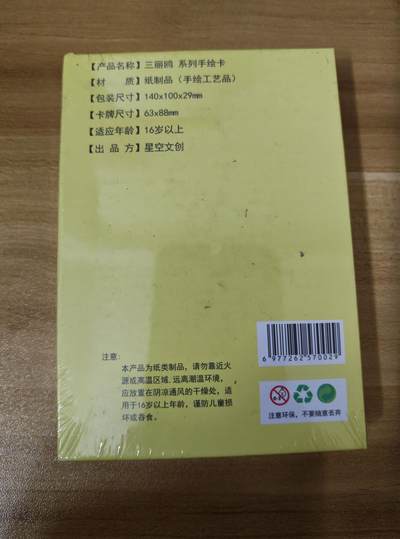 【产品名称】三丽鸥 系列手绘卡
【材 质】纸制品（手绘工艺品）
【包装尺寸】140x100x29mm
【卡牌尺寸】63x88mm
【适应年龄】16岁以上
【出 品 方】星空文创
注意:
本产品为纸类制品，请勿靠近火
源或高温区域.远高潮温环境，
应放置在阴凉通风的干燥处，适
用于16岁以上年龄，谨防儿童损
坏或吞食。
6 977262 570029
注意环保，不要随意丢弃